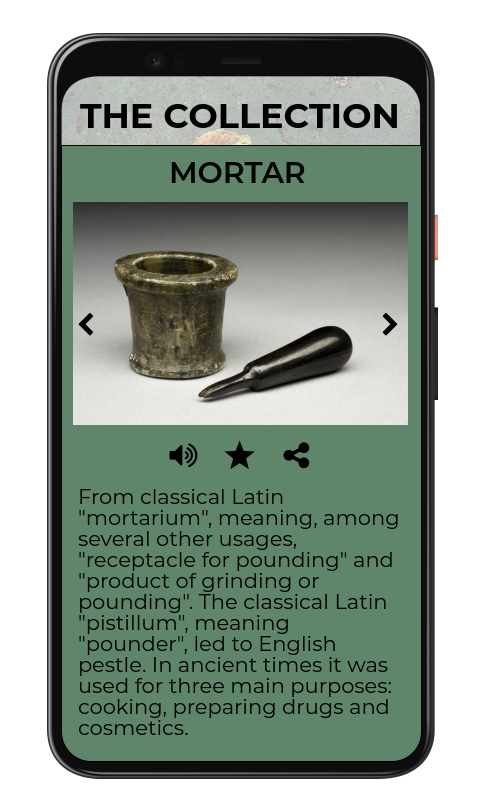 THE COLLECTION
MORTAR
From classical Latin
"mortarium", meaning, among
several other usages,
"receptacle for pounding" and
"product of grinding or
pounding". The classical Latin
"pistillum", meaning
"pounder", led to English
pestle. In ancient times it was
used for three main purposes:
cooking, preparing drugs and
cosmetics.